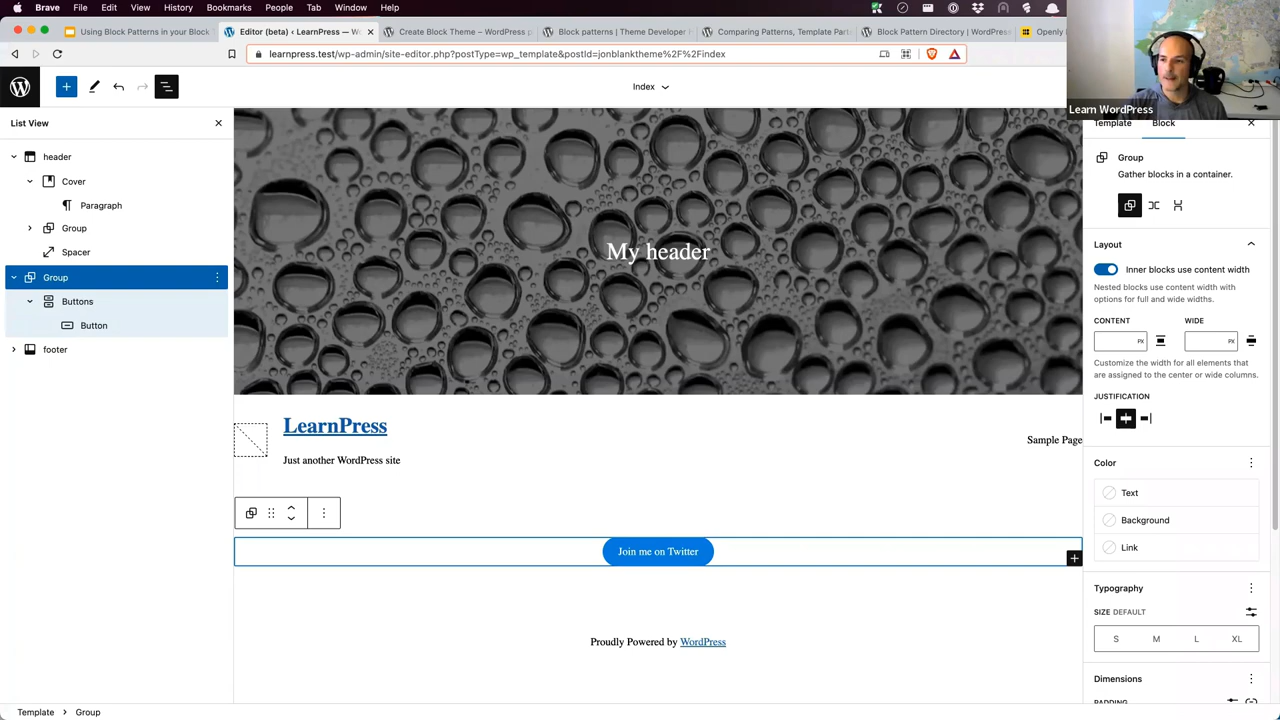 Brave File Edit View History Bookmarks People Tab Window Help
Using Block Patterns in your Block T
Editor (beta) ‹ LearnPress — Wo
Create Block Theme – WordPress p
Block patterns | Theme Developer H
Comparing Patterns, Template Part
Block Pattern Directory | WordPress
Openly
learnpress.test/wp-admin/site-editor.php?postType=wp_template&postId=jonblanktheme%2F%2Findex
Learn WordPress
Index
List View
header
Cover
Paragraph
Group
Spacer
Group
Buttons
Button
footer
My header
LearnPress
Just another WordPress site
Sample Page
Join me on Twitter
Proudly Powered by WordPress
Template Block
Group
Gather blocks in a container.
Layout
Inner blocks use content width
Nested blocks use content width with
options for full and wide widths.
CONTENT WIDE
PX PX
Customize the width for all elements that
are assigned to the center or wide columns.
JUSTIFICATION
Color
Text
Background
Link
Typography
SIZE DEFAULT
S M L XL
Dimensions
PADDING
Template > Group